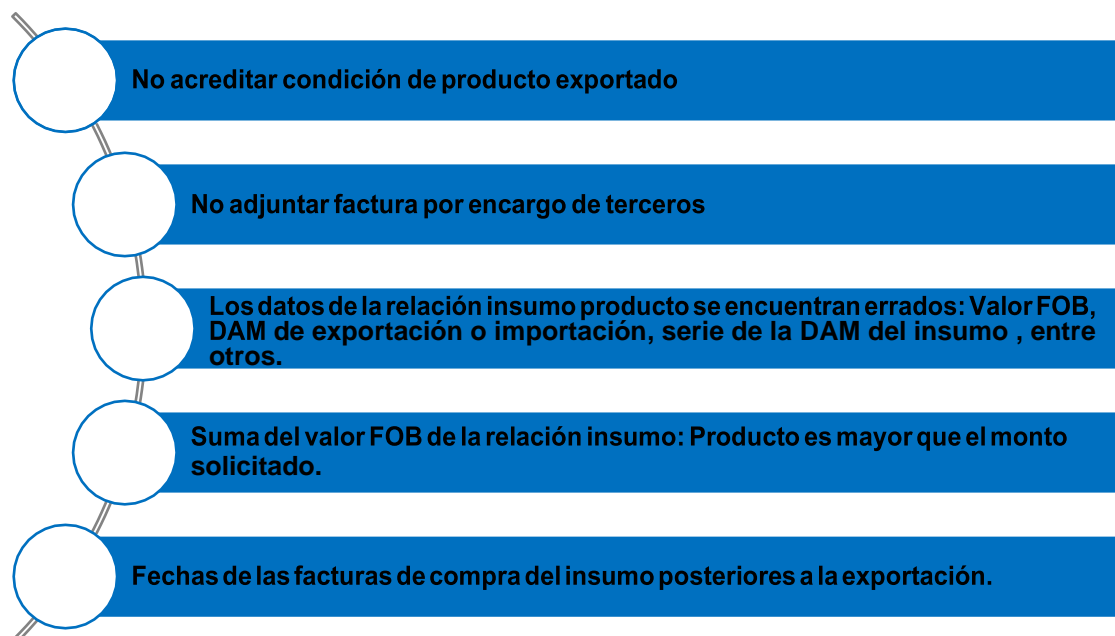 No acreditar condición de producto exportado
No adjuntar factura por encargo de terceros
Los datos de la relación insumo producto se encuentran errados: Valor FOB,
DAM de exportación o importación, serie de la DAM del insumo , entre
otros.
Suma del valor FOB de la relación insumo: Producto es mayor que el monto
solicitado.
Fechas de las facturas de compra del insumo posteriores a la exportación.